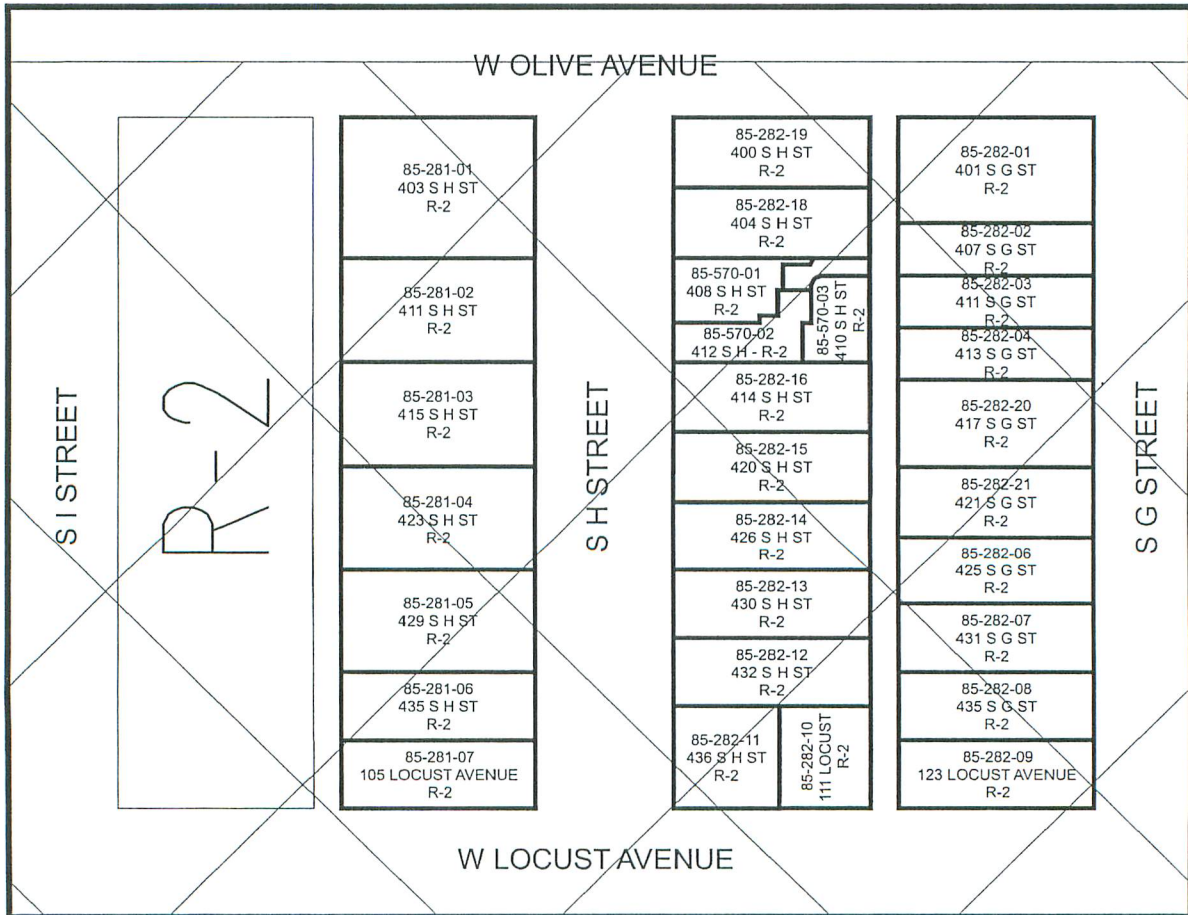 W OLIVE AVENUE
S I STREET
R-2
85-281-01
403 S H ST
R-2
85-281-02
411 S H ST
R-2
85-281-03
415 S H ST
R-2
85-281-04
423 S H ST
R-2
85-281-05
429 S H ST
R-2
85-281-06
435 S H ST
R-2
85-281-07
105 LOCUST AVENUE
R-2
S H STREET
85-282-19
400 S H ST
R-2
85-282-18
404 S H ST
R-2
85-570-01
408 S H ST
R-2
85-570-02
412 S H - R-2
85-570-03
410 S H ST
R-2
85-282-16
414 S H ST
R-2
85-282-15
420 S H ST
R-2
85-282-14
426 S H ST
R-2
85-282-13
430 S H ST
R-2
85-282-12
432 S H ST
R-2
85-282-11
436 S H ST
R-2
85-282-10
111 LOCUST
R-2
85-282-01
401 S G ST
R-2
85-282-02
407 S G ST
R-2
85-282-03
411 S G ST
R-2
85-282-04
413 S G ST
R-2
85-282-20
417 S G ST
R-2
85-282-21
421 S G ST
R-2
85-282-06
425 S G ST
R-2
85-282-07
431 S G ST
R-2
85-282-08
435 S G ST
R-2
85-282-09
123 LOCUST AVENUE
R-2
S G STREET
W LOCUST AVENUE